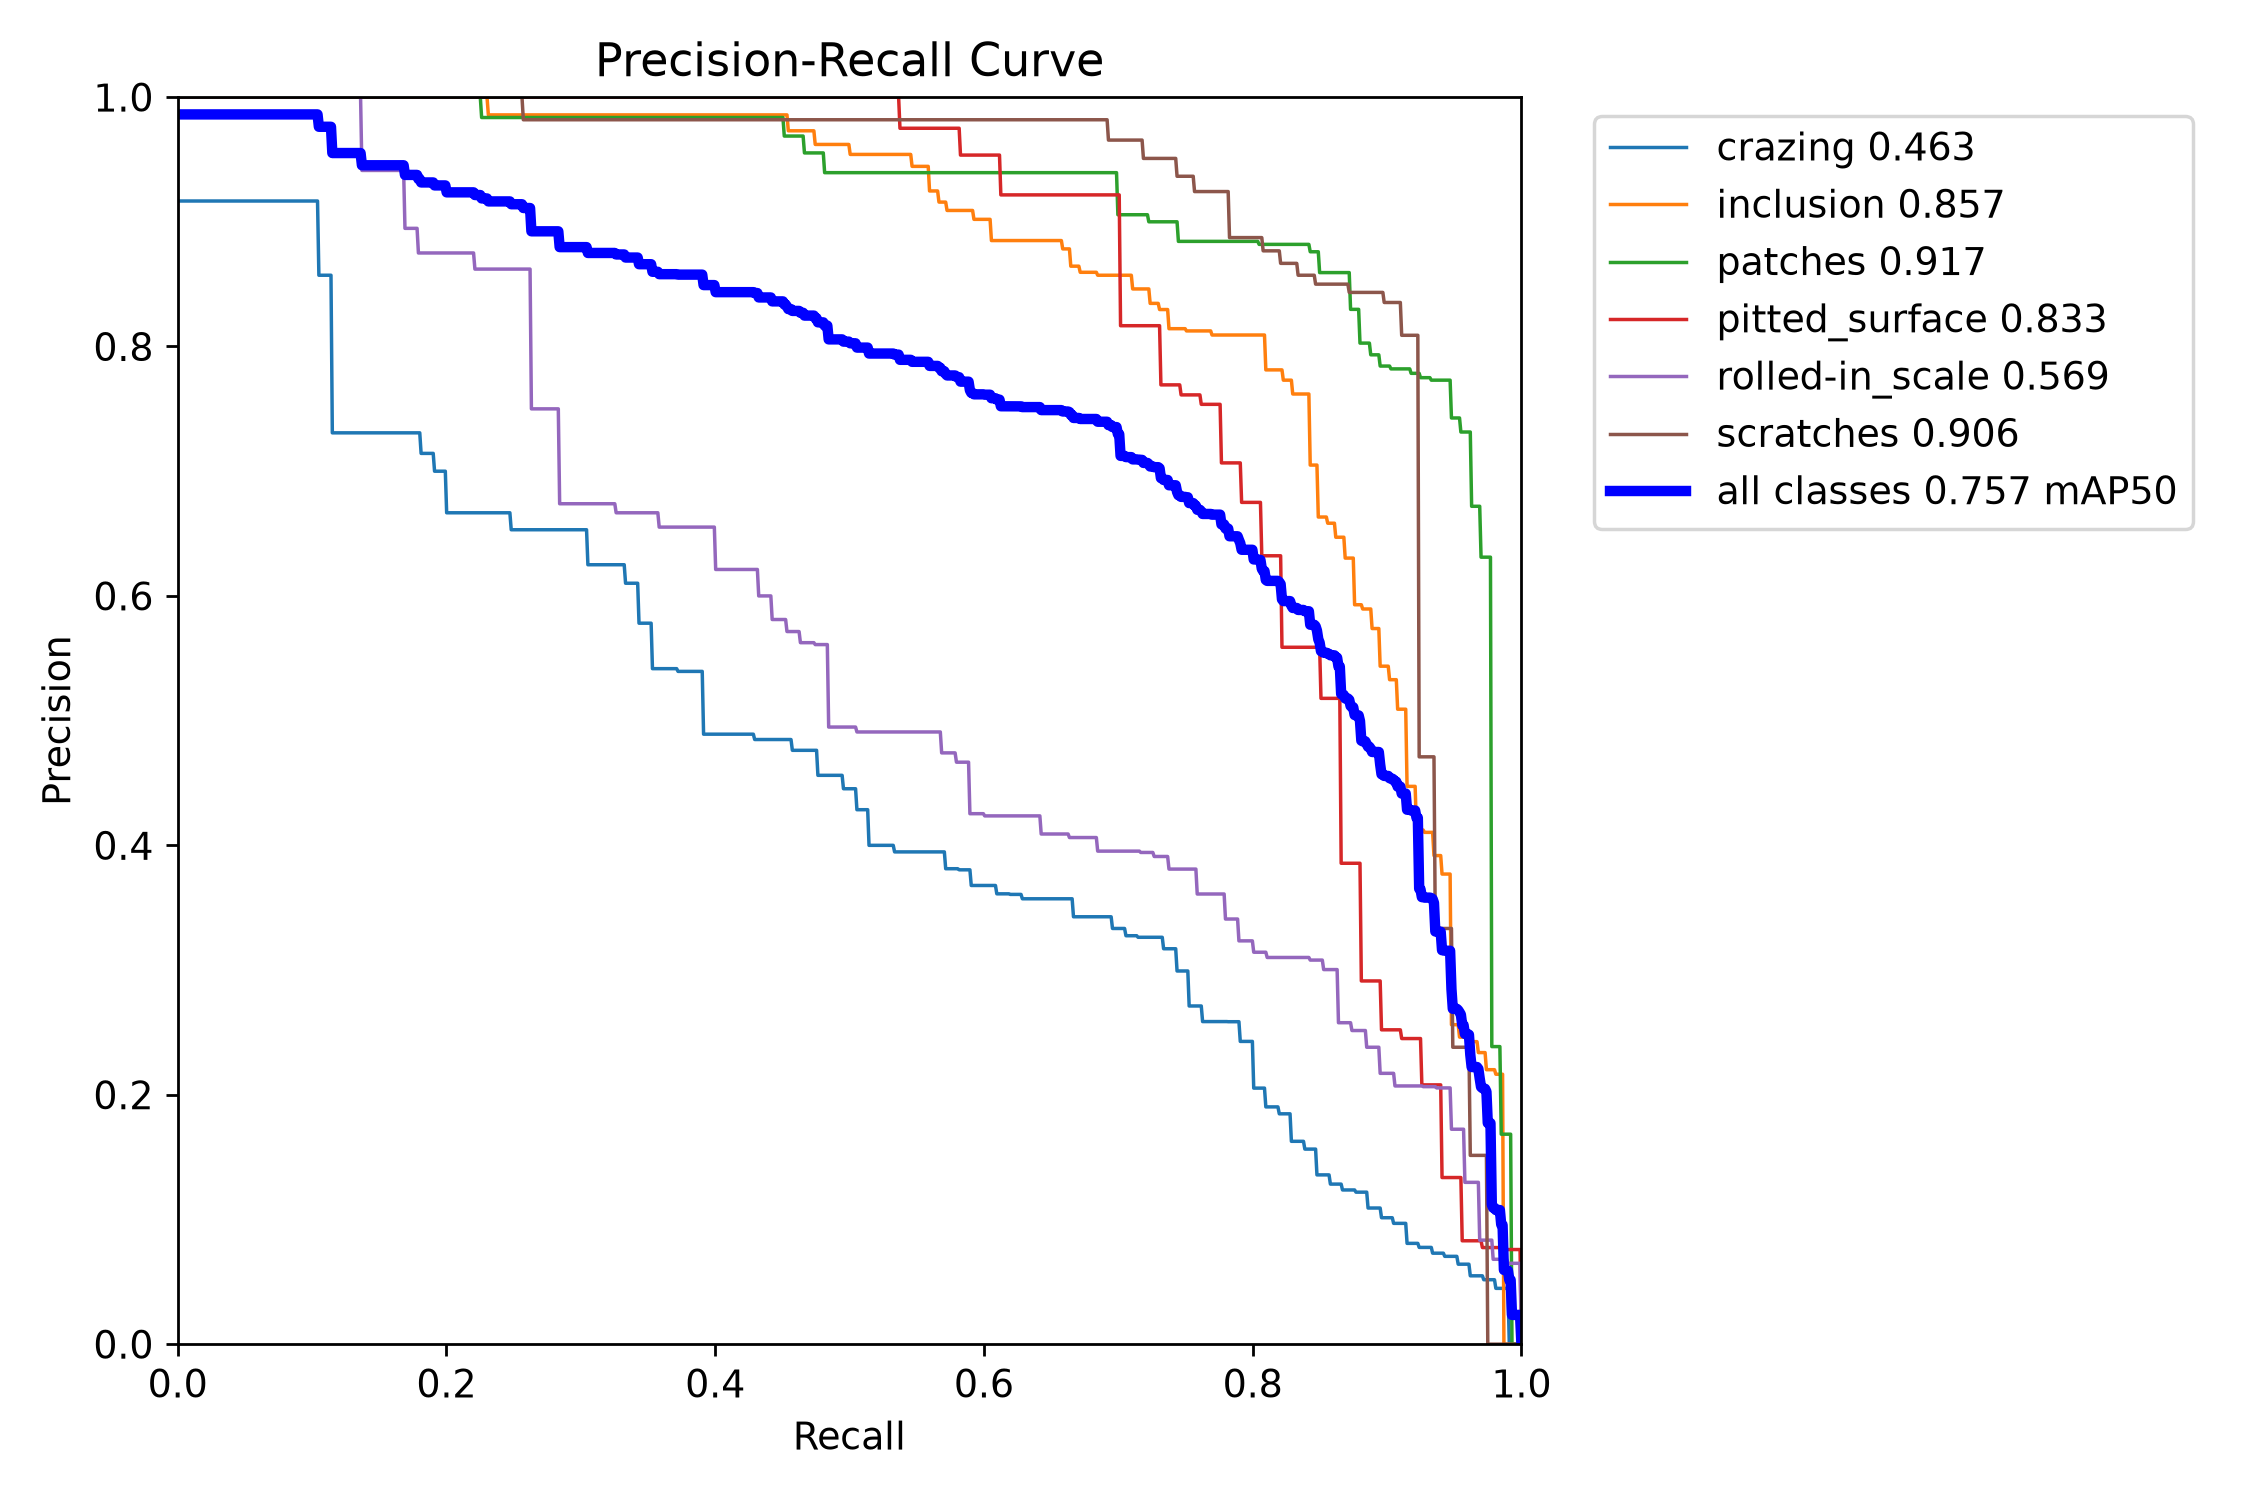 Precision-Recall Curve
1.0
0.8
0.6
0.4
0.2
0.0
Precision
0.0 0.2 0.4 0.6 0.8 1.0
Recall
crazing 0.463
inclusion 0.857
patches 0.917
pitted_surface 0.833
rolled-in_scale 0.569
scratches 0.906
all classes 0.757 mAP50